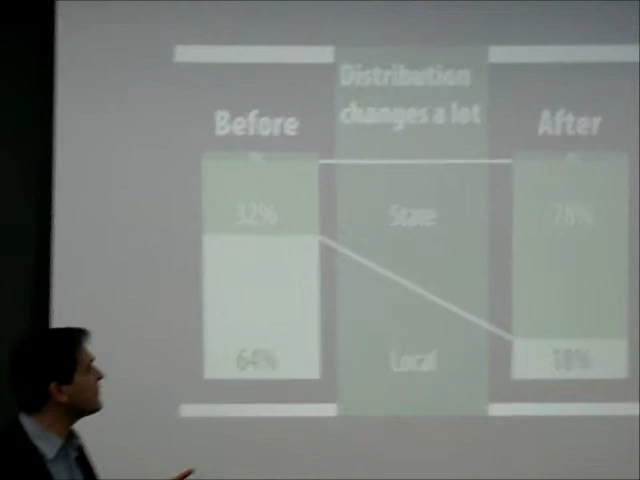 Distribution
changes a lot
Before
After
32%
State
78%
64%
Local
18%